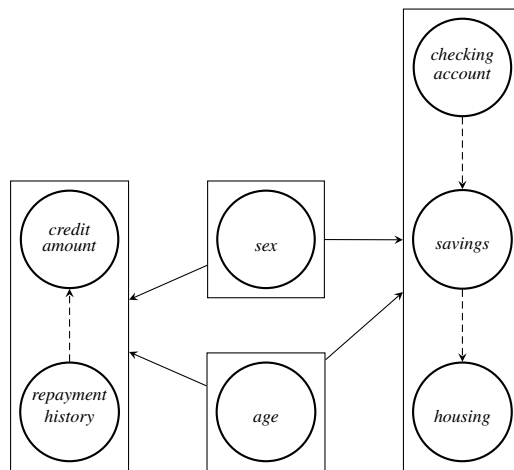 checking
account
credit
amount
sex
savings
repayment
history
age
housing